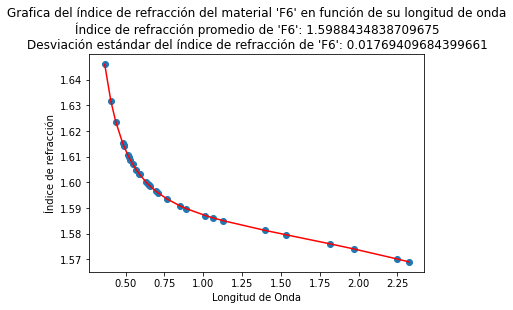 Grafica del índice de refracción del material 'F6' en función de su longitud de onda
Índice de refracción promedio de 'F6': 1.5988434838709675
Desviación estándar del índice de refracción de 'F6': 0.01769409684399661
1.64
1.63
1.62
1.61
1.60
1.59
1.58
1.57
Índice de refracción
0.50 0.75 1.00 1.25 1.50 1.75 2.00 2.25
Longitud de Onda